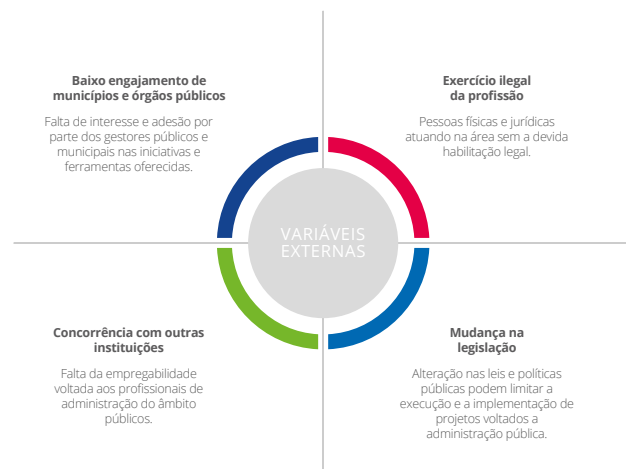 Baixo engajamento de
municípios e órgãos públicos
Falta de interesse e adesão por
parte dos gestores públicos e
municipais nas iniciativas e
ferramentas oferecidas.
Exercício ilegal
da profissão
Pessoas físicas e jurídicas
atuando na área sem a devida
habilitação legal.
VARIÁVEIS
EXTERNAS
Concorrência com outras
instituições
Falta da empregabilidade
voltada aos profissionais de
administração do âmbito
públicos.
Mudança na
legislação
Alteração nas leis e políticas
públicas podem limitar a
execução e a implementação de
projetos voltados a
administração pública.